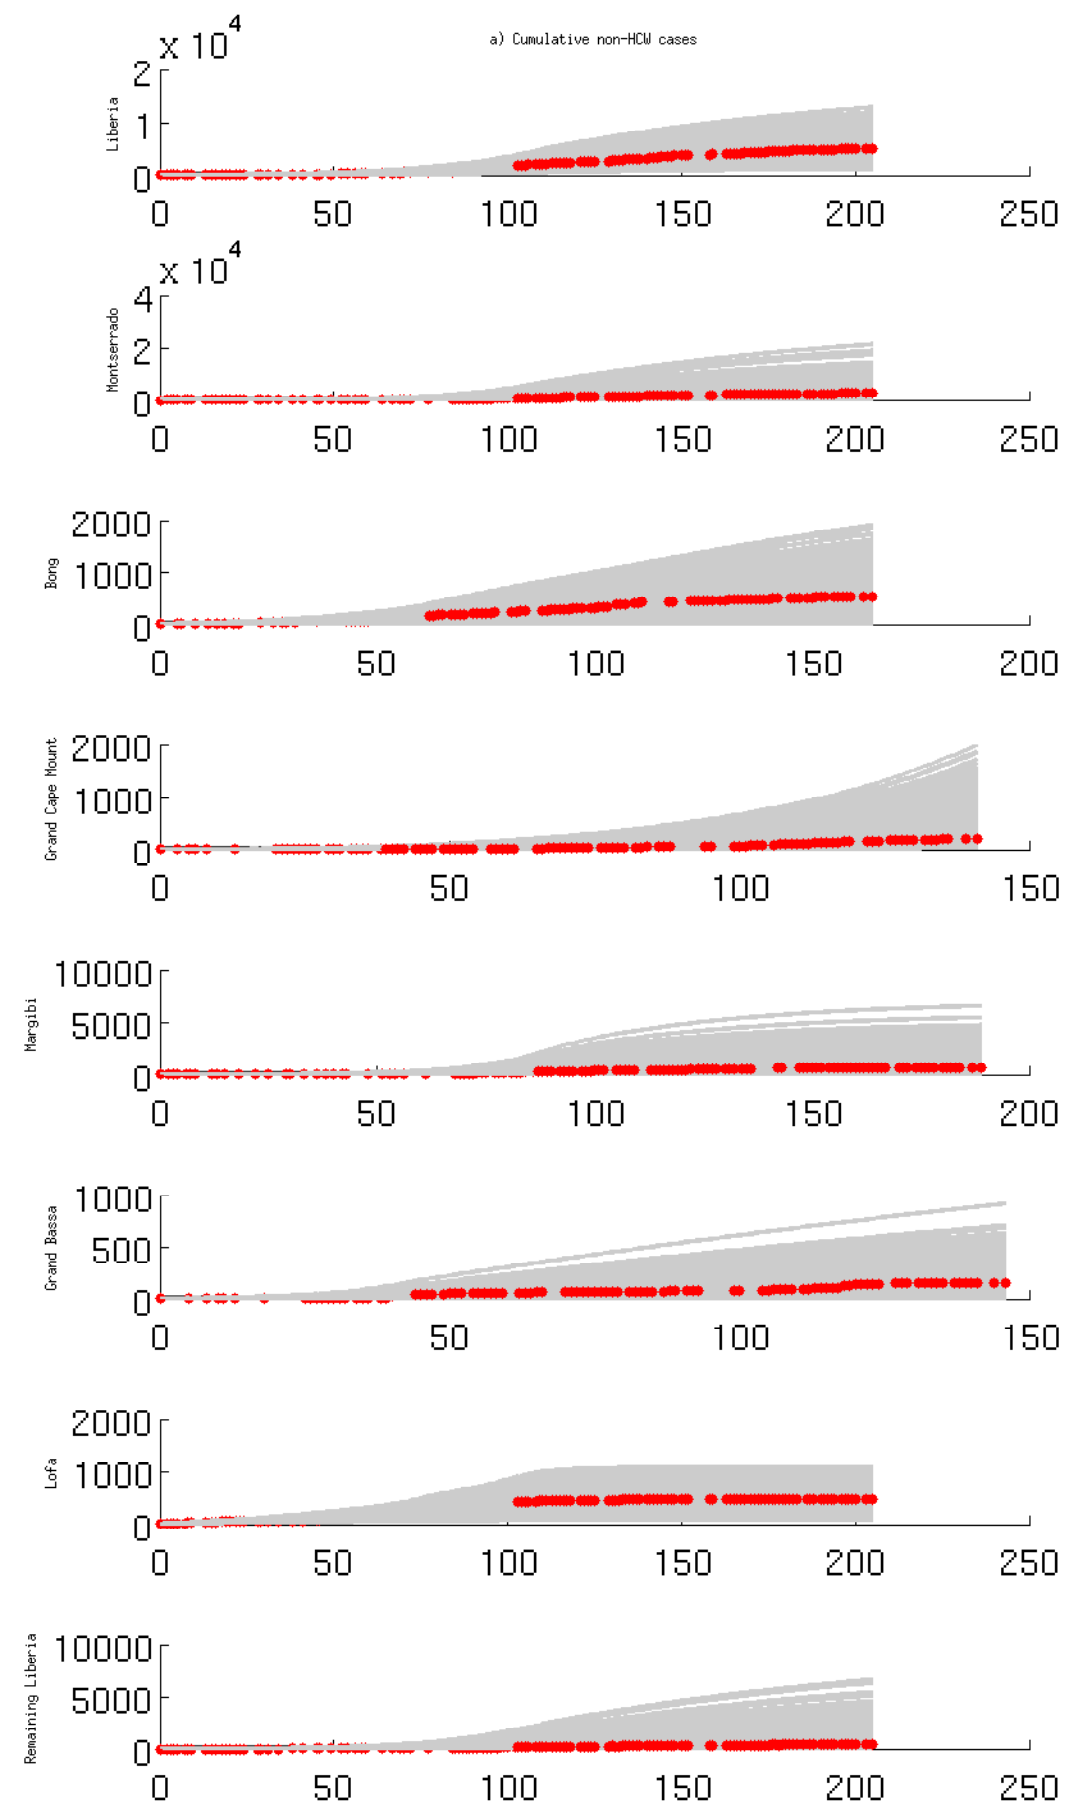 x 10^4
a) Cumulative non-HCW cases
Liberia
2
1
0
0 50 100 150 200 250
x 10^4
Montserrado
4
2
0
0 50 100 150 200 250
Bong
2000
1000
0
0 50 100 150 200
Grand Cape Mount
2000
1000
0
0 50 100 150
Margibi
10000
5000
0
0 50 100 150 200
Grand Bassa
1000
500
0
0 50 100 150
Lofa
2000
1000
0
0 50 100 150 200 250
Remaining Liberia
10000
5000
0
0 50 100 150 200 250